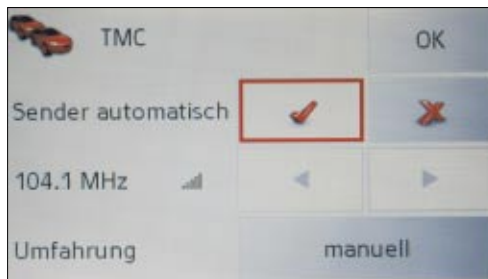 TMC OK
Sender automatisch
104.1 MHz
Umfahrung manuell